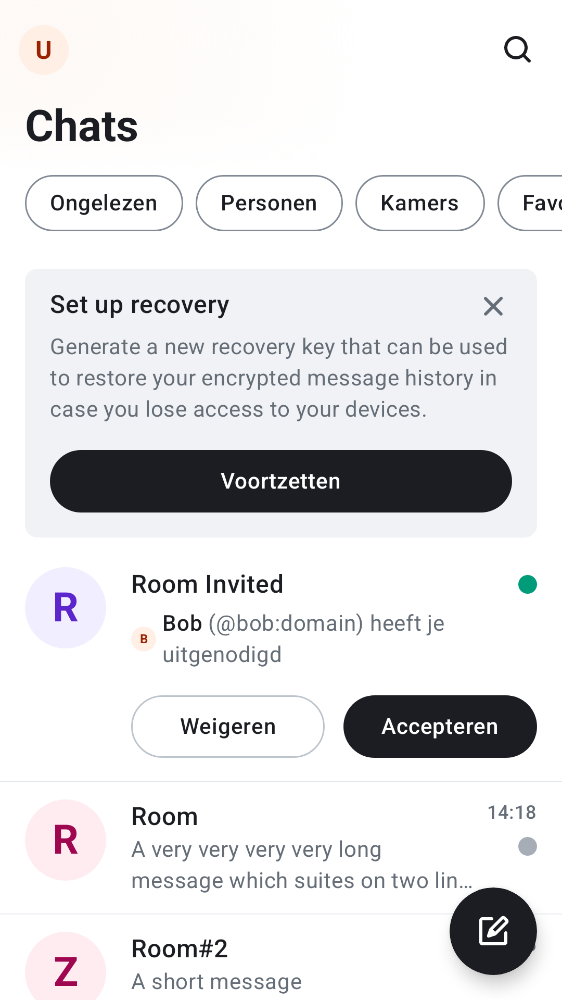 U
Chats
Ongelezen Personen Kamers Favo
Set up recovery
Generate a new recovery key that can be used
to restore your encrypted message history in
case you lose access to your devices.
Voortzetten
R
Room Invited
B Bob (@bob:domain) heeft je
uitgenodigd
Weigeren Accepteren
R
Room 14:18
A very very very very long
message which suites on two lin…
Z
Room#2
A short message